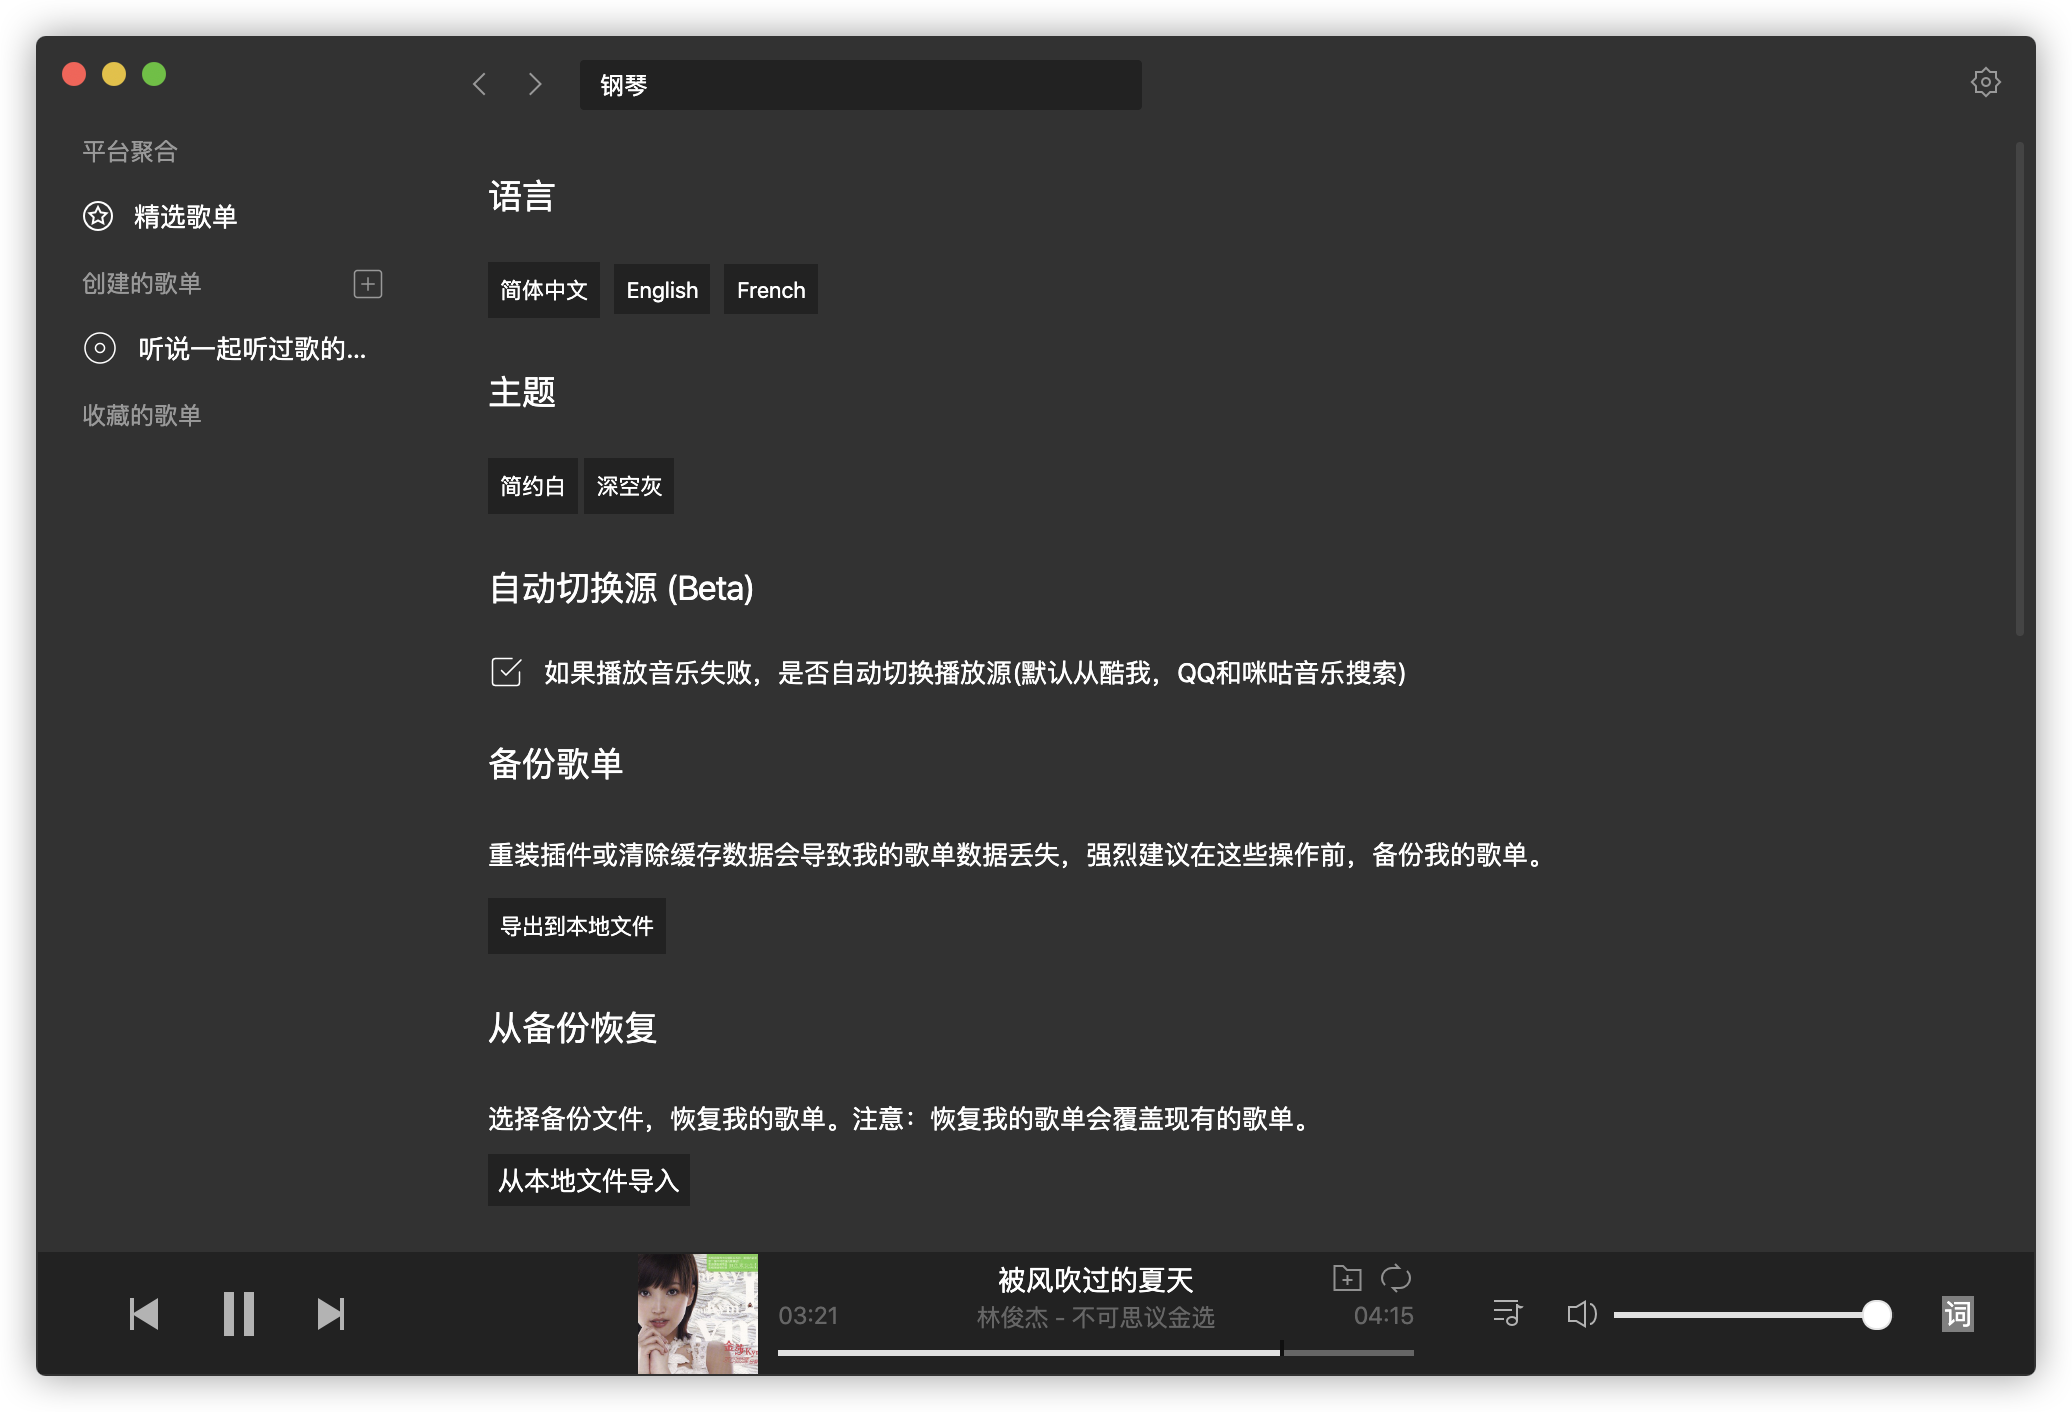 钢琴
平台聚合
精选歌单
创建的歌单
听说一起听过歌的...
收藏的歌单
语言
简体中文 English French
主题
简约白 深空灰
自动切换源 (Beta)
如果播放音乐失败，是否自动切换播放源(默认从酷我，QQ和咪咕音乐搜索)
备份歌单
重装插件或清除缓存数据会导致我的歌单数据丢失，强烈建议在这些操作前，备份我的歌单。
导出到本地文件
从备份恢复
选择备份文件，恢复我的歌单。注意：恢复我的歌单会覆盖现有的歌单。
从本地文件导入
被风吹过的夏天
03:21 林俊杰 - 不可思议金选 04:15
词
金莎